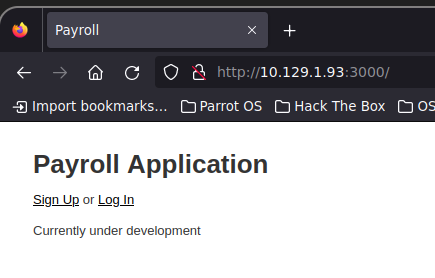 Payroll
http://10.129.1.93:3000/
Import bookmarks... Parrot OS Hack The Box OS
Payroll Application
Sign Up or Log In
Currently under development